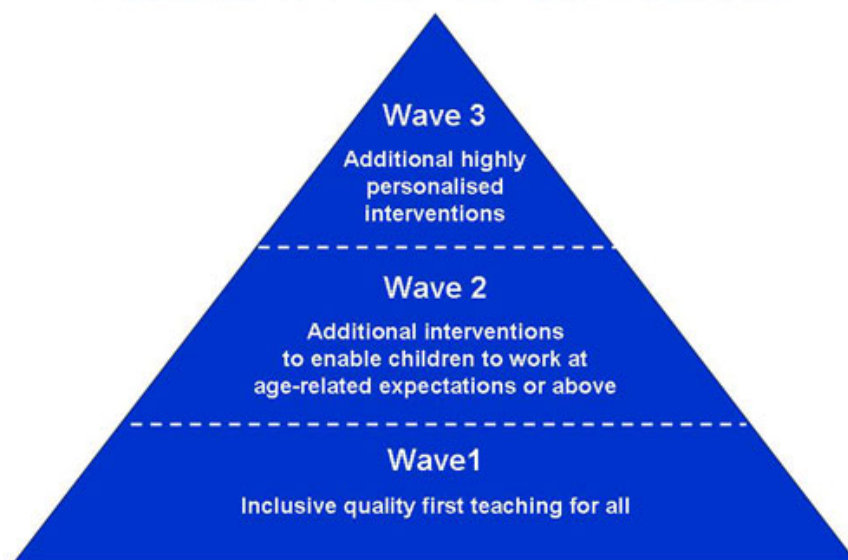 Wave 3
Additional highly
personalised
interventions
Wave 2
Additional interventions
to enable children to work at
age-related expectations or above
Wave1
Inclusive quality first teaching for all